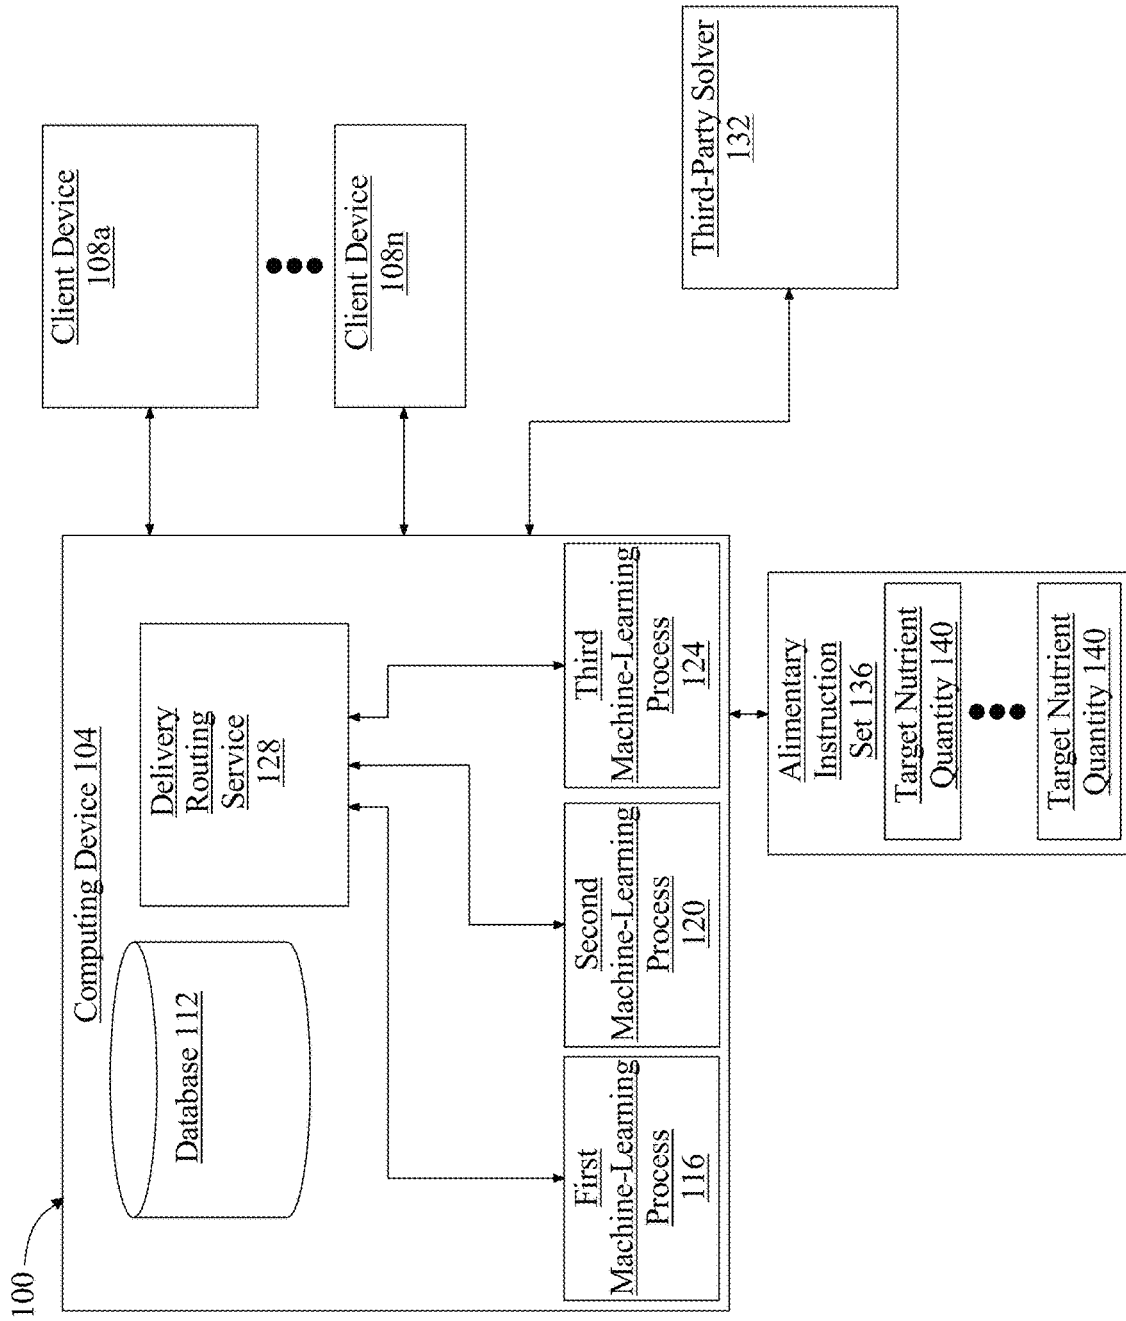 100
Computing Device 104
Database 112
Delivery
Routing
Service
128
First
Machine-Learning
Process
116
Second
Machine-Learning
Process
120
Third
Machine-Learning
Process
124
Client Device
108a
Client Device
108n
Third-Party Solver
132
Alimentary
Instruction
Set 136
Target Nutrient
Quantity 140
Target Nutrient
Quantity 140